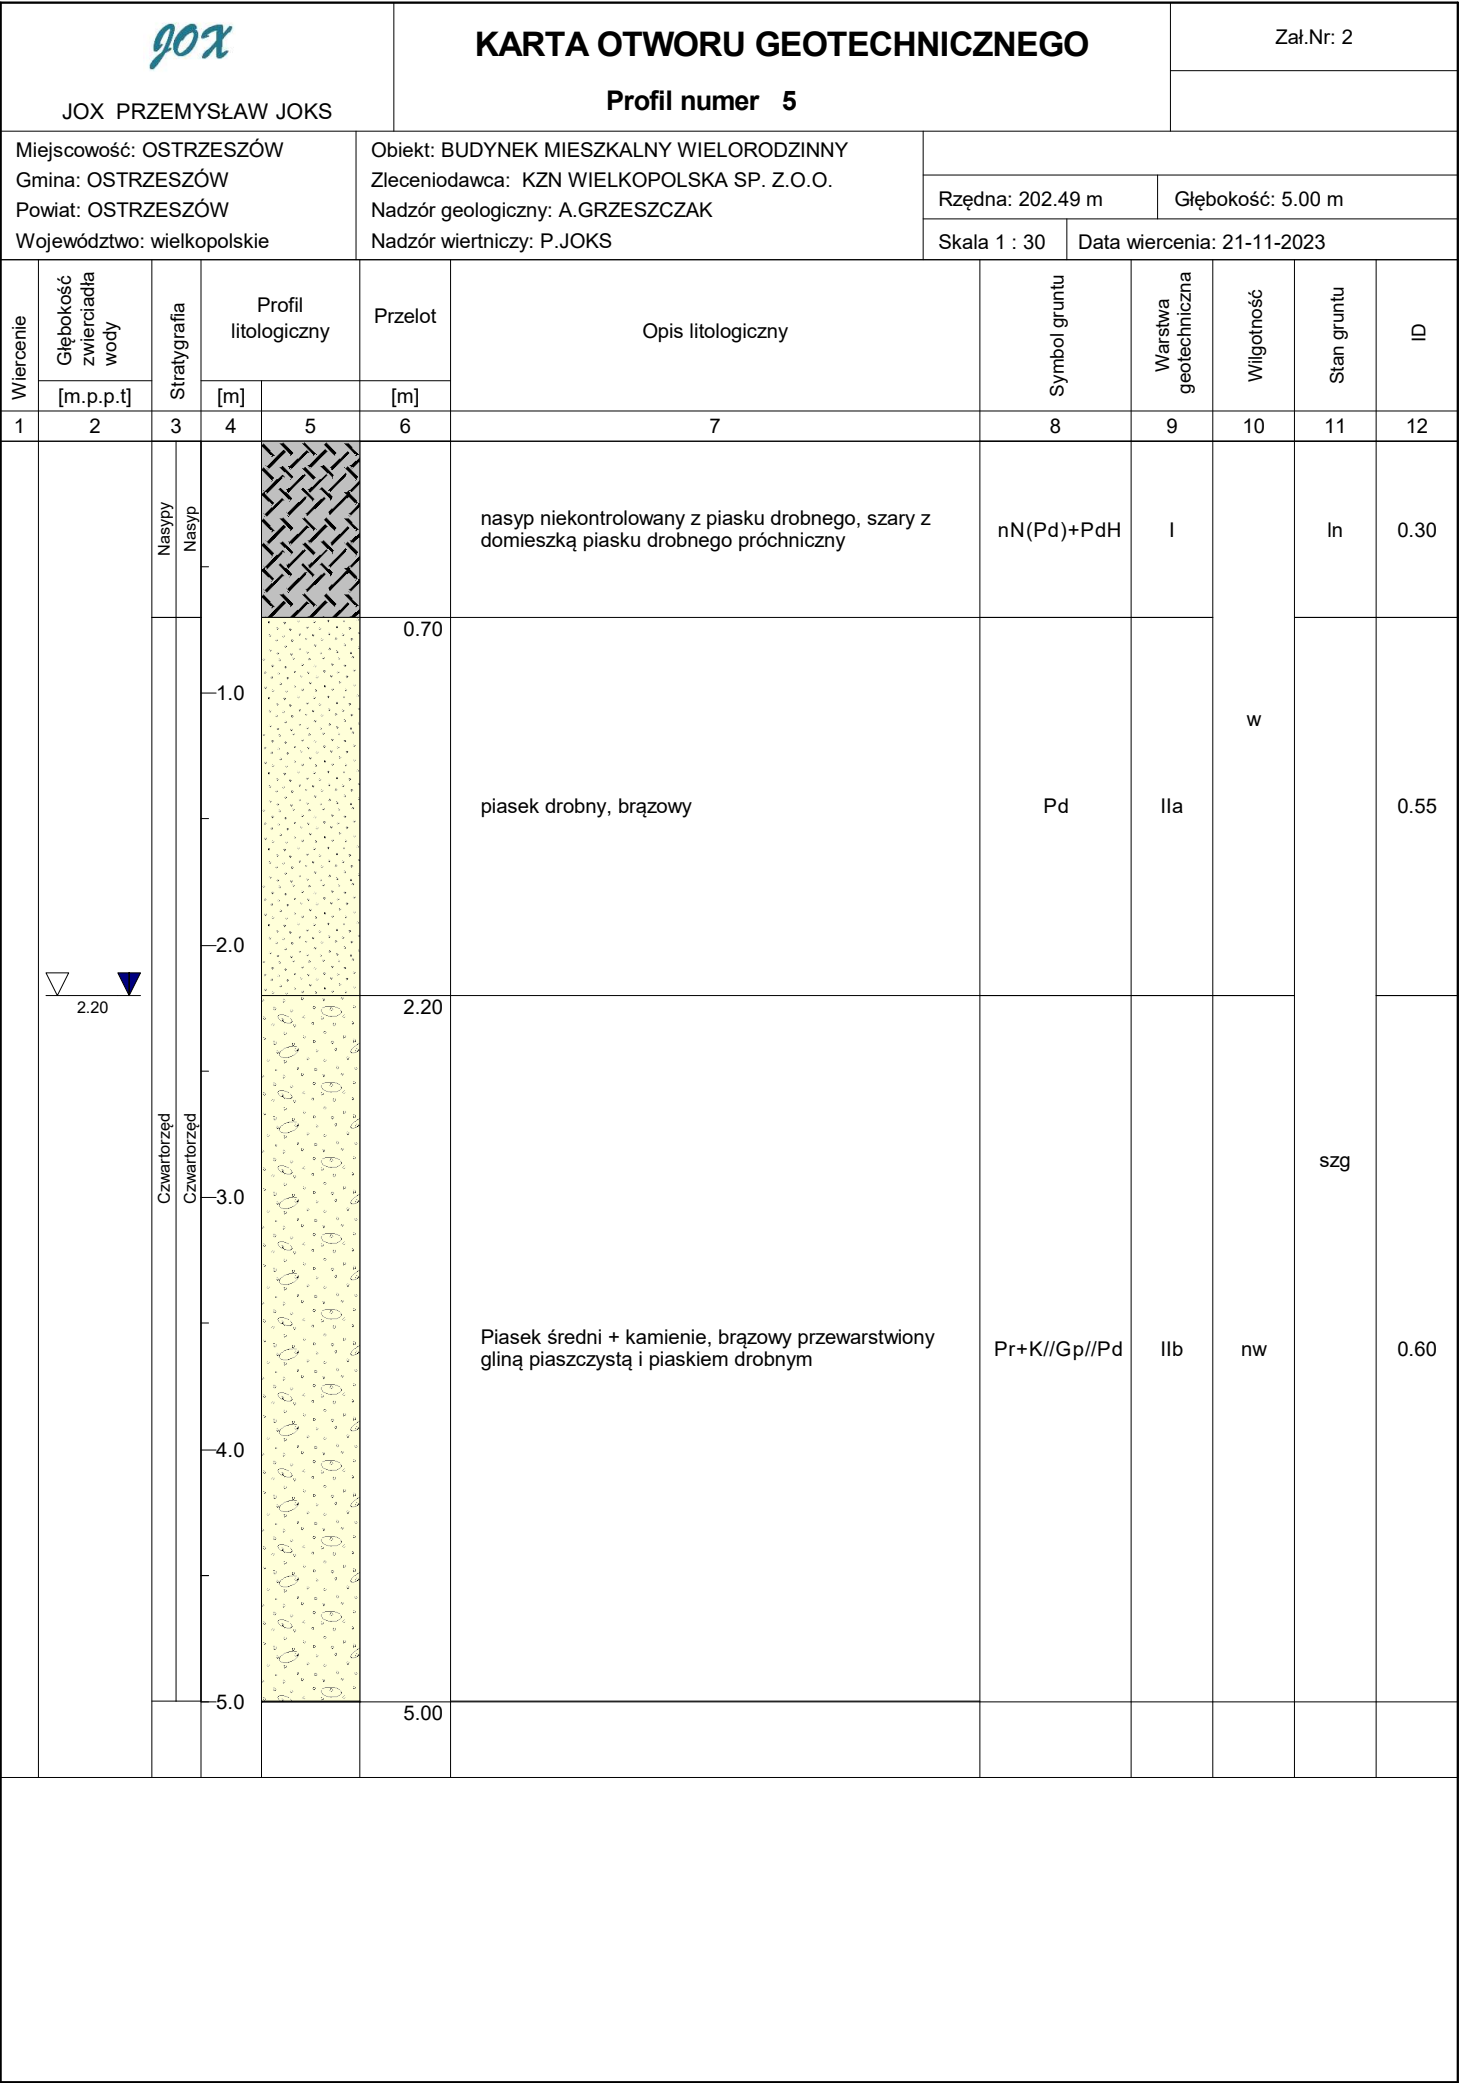 JOX
JOX PRZEMYSŁAW JOKS
KARTA OTWORU GEOTECHNICZNEGO
Profil numer 5
Zał.Nr: 2
Miejscowość: OSTRZESZÓW
Gmina: OSTRZESZÓW
Powiat: OSTRZESZÓW
Województwo: wielkopolskie
Obiekt: BUDYNEK MIESZKALNY WIELORODZINNY
Zleceniodawca: KZN WIELKOPOLSKA SP. Z.O.O.
Nadzór geologiczny: A.GRZESZCZAK
Nadzór wiertniczy: P.JOKS
Rzędna: 202.49 m
Głębokość: 5.00 m
Skala 1 : 30
Data wiercenia: 21-11-2023
Wiercenie
Głębokość
zwierciadła
wody
[m.p.p.t]
Stratygrafia
Profil
litologiczny
[m]
Przelot
[m]
Opis litologiczny
Symbol gruntu
Warstwa
geotechniczna
Wilgotność
Stan gruntu
ID
1 2 3 4 5 6 7 8 9 10 11 12
Nasypy
Nasyp
nasyp niekontrolowany z piasku drobnego, szary z
domieszką piasku drobnego próchniczny
nN(Pd)+PdH
I
ln
0.30
0.70
1.0
w
piasek drobny, brązowy
Pd
IIa
0.55
2.0
2.20
2.20
Czwartorzęd
Czwartorzęd
3.0
szg
Piasek średni + kamienie, brązowy przewarstwiony
gliną piaszczystą i piaskiem drobnym
Pr+K//Gp//Pd
IIb
nw
0.60
4.0
5.0
5.00